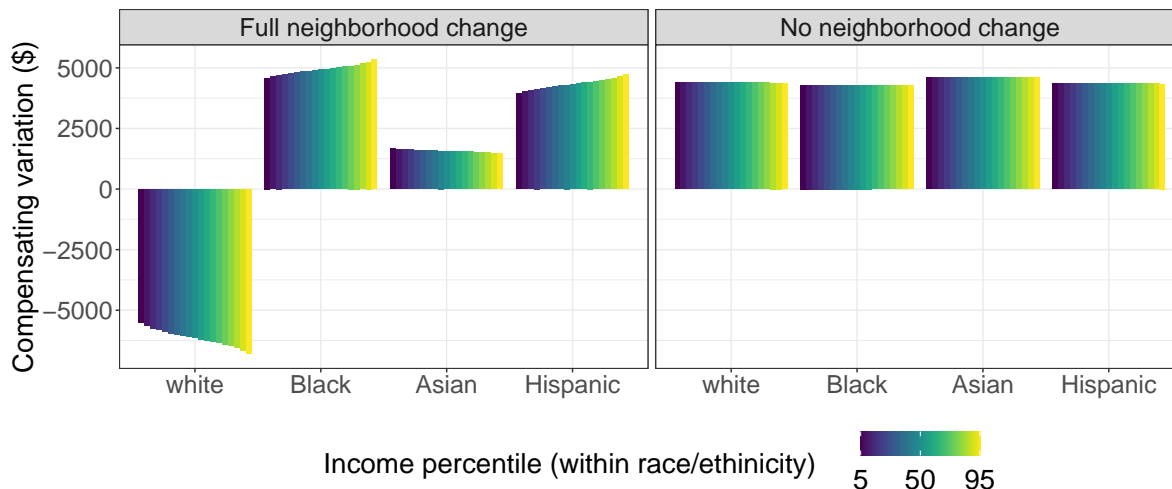 Full neighborhood change
No neighborhood change
Compensating variation ($)
5000
2500
0
−2500
−5000
white Black Asian Hispanic
white Black Asian Hispanic
Income percentile (within race/ethinicity)
5 50 95